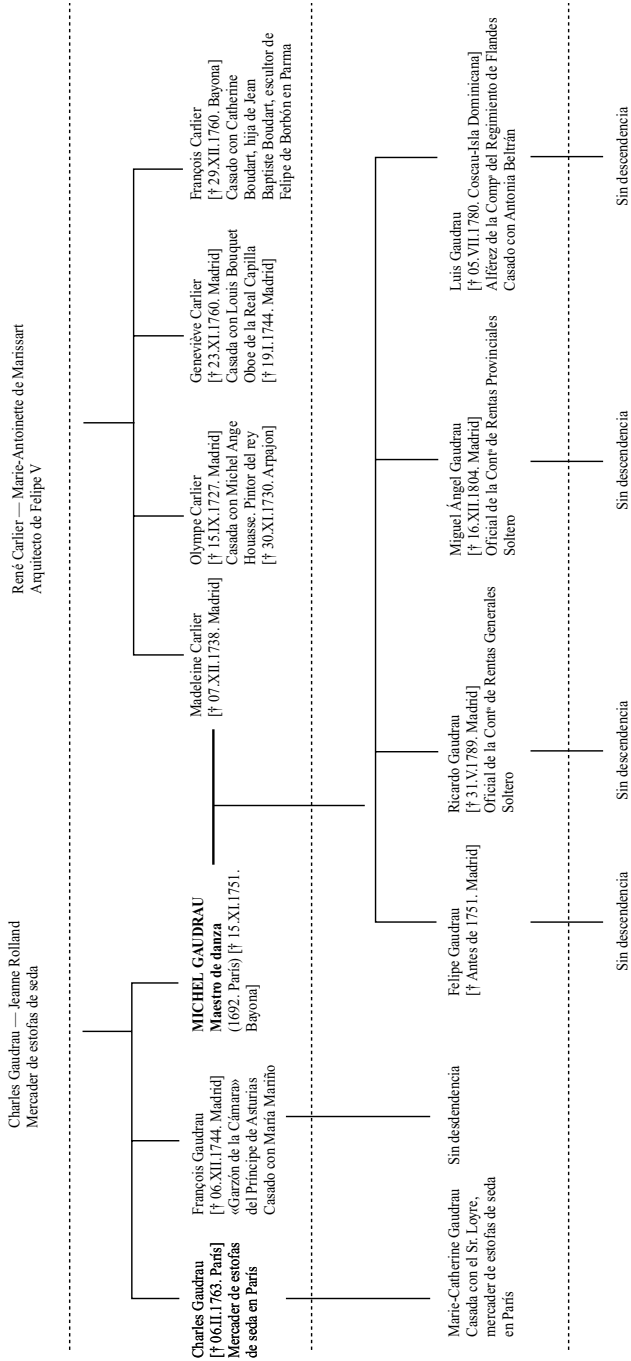 Charles Gaudrau — Jeanne Rolland
Mercader de estofas de seda
René Carlier — Marie-Antoinette de Marissart
Arquitecto de Felipe V
Charles Gaudrau
[† 06.II.1763. París]
Mercader de estofas
de seda en París
François Gaudrau
[† 06.XII.1744. Madrid]
«Garzón de la Cámara»
del Príncipe de Asturias
Casado con María Mariño
MICHEL GAUDRAU
Maestro de danza
(1692. París) [† 15.XI.1751.
Bayona]
Madeleine Carlier
[† 07.XII.1738. Madrid]
Olympe Carlier
[† 15.IX.1727. Madrid]
Casada con Michel Ange
Houasse. Pintor del rey
[† 30.XI.1730. Arpajon]
Geneviève Carlier
[† 23.XI.1760. Madrid]
Casada con Louis Bouquet
Oboe de la Real Capilla
[† 19.I.1744. Madrid]
François Carlier
[† 29.XII.1760. Bayona]
Casado con Catherine
Boudart, hija de Jean
Baptiste Boudart, escultor de
Felipe de Borbón en Parma
Marie-Catherine Gaudrau
Casada con el Sr. Loyre,
mercader de estofas de seda
en París
Sin desdendencia
Felipe Gaudrau
[† Antes de 1751. Madrid]
Ricardo Gaudrau
[† 31.V.1789. Madrid]
Oficial de la Contª de Rentas Generales
Soltero
Miguel Ángel Gaudrau
[† 16.XII.1804. Madrid]
Oficial de la Contª de Rentas Provinciales
Soltero
Luis Gaudrau
[† 05.VII.1780. Coscau-Isla Dominicana]
Alférez de la Compª del Regimiento de Flandes
Casado con Antonia Beltrán
Sin descendencia
Sin descendencia
Sin descendencia
Sin descendencia